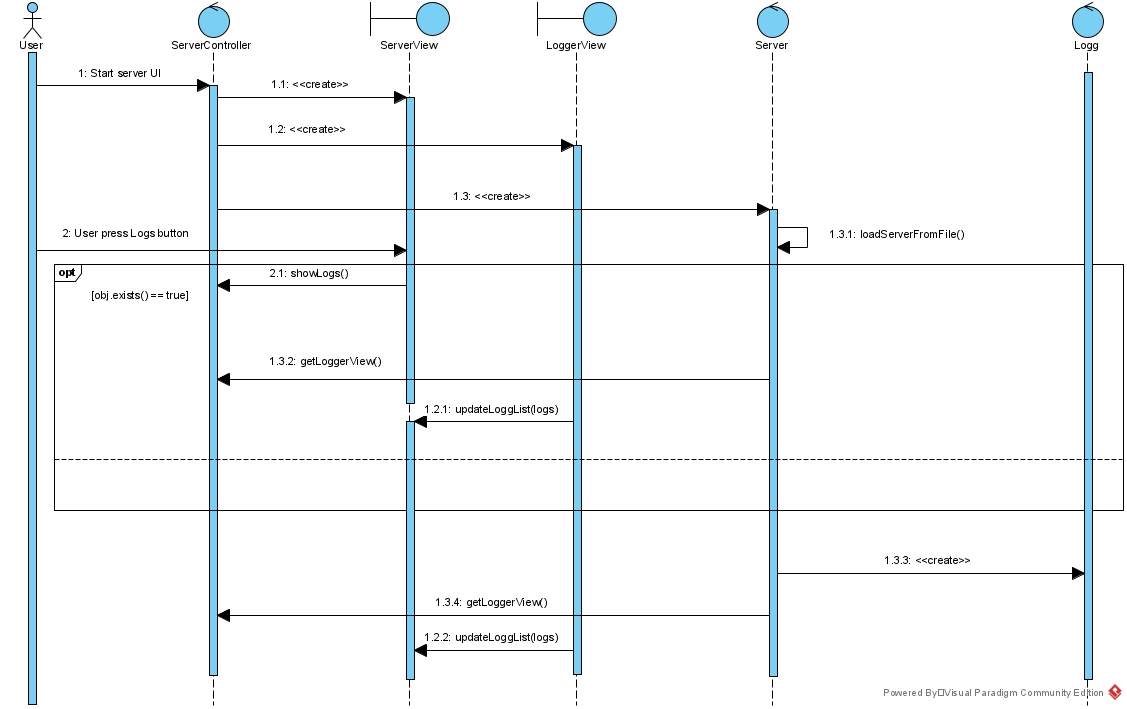 User
ServerController
ServerView
LoggerView
Server
Logg
1: Start server UI
1.1: <<create>>
1.2: <<create>>
1.3: <<create>>
2: User press Logs button
1.3.1: loadServerFromFile()
opt
2.1: showLogs()
[obj.exists() == true]
1.3.2: getLoggerView()
1.2.1: updateLoggList(logs)
1.3.3: <<create>>
1.3.4: getLoggerView()
1.2.2: updateLoggList(logs)
Powered By□Visual Paradigm Community Edition